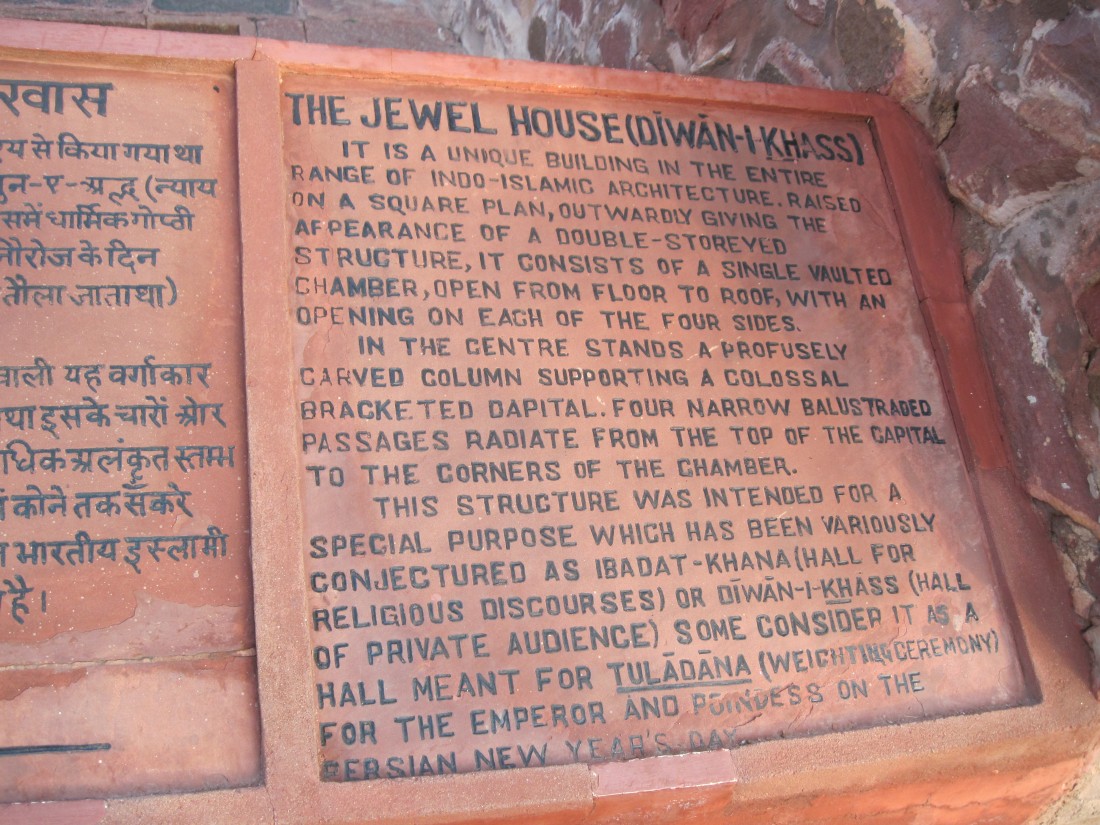 रवास
य से किया गया था
ुन-ए-अदल (न्याय
समें धार्मिक गोष्ठी
नौरोज के दिन
तौला जाता था)
वाली यह वर्गाकार
था इसके चारों ओर
धिक अलंकृत स्तम्भ
कोने तक सँकरे
भारतीय इस्लामी
है।
THE JEWEL HOUSE (DĪWĀN-I-KHASS)
IT IS A UNIQUE BUILDING IN THE ENTIRE
RANGE OF INDO-ISLAMIC ARCHITECTURE. RAISED
ON A SQUARE PLAN, OUTWARDLY GIVING THE
APPEARANCE OF A DOUBLE-STOREYED
STRUCTURE, IT CONSISTS OF A SINGLE VAULTED
CHAMBER, OPEN FROM FLOOR TO ROOF, WITH AN
OPENING ON EACH OF THE FOUR SIDES.
IN THE CENTRE STANDS A PROFUSELY
CARVED COLUMN SUPPORTING A COLOSSAL
BRACKETED DAPITAL. FOUR NARROW BALUSTRADED
PASSAGES RADIATE FROM THE TOP OF THE CAPITAL
TO THE CORNERS OF THE CHAMBER.
THIS STRUCTURE WAS INTENDED FOR A
SPECIAL PURPOSE WHICH HAS BEEN VARIOUSLY
CONJECTURED AS IBADAT-KHANA (HALL FOR
RELIGIOUS DISCOURSES) OR DĪWĀN-I-KHĀSS (HALL
OF PRIVATE AUDIENCE) SOME CONSIDER IT AS A
HALL MEANT FOR TULĀDĀNA (WEIGHTING CEREMONY)
FOR THE EMPEROR AND POINDESS ON THE
PERSIAN NEW YEAR'S DAY